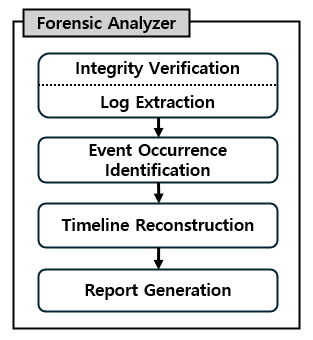 Forensic Analyzer
Integrity Verification
Log Extraction
Event Occurrence
Identification
Timeline Reconstruction
Report Generation